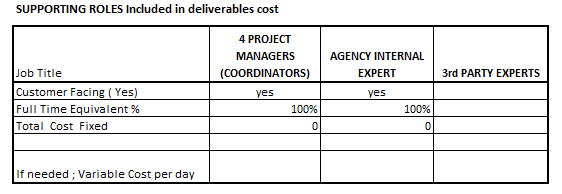 SUPPORTING ROLES Included in deliverables cost
4 PROJECT
MANAGERS
(COORDINATORS)
AGENCY INTERNAL
EXPERT
Job Title
3rd PARTY EXPERTS
Customer Facing ( Yes) yes yes
Full Time Equivalent % 100% 100%
Total Cost Fixed 0 0
If needed ; Variable Cost per day